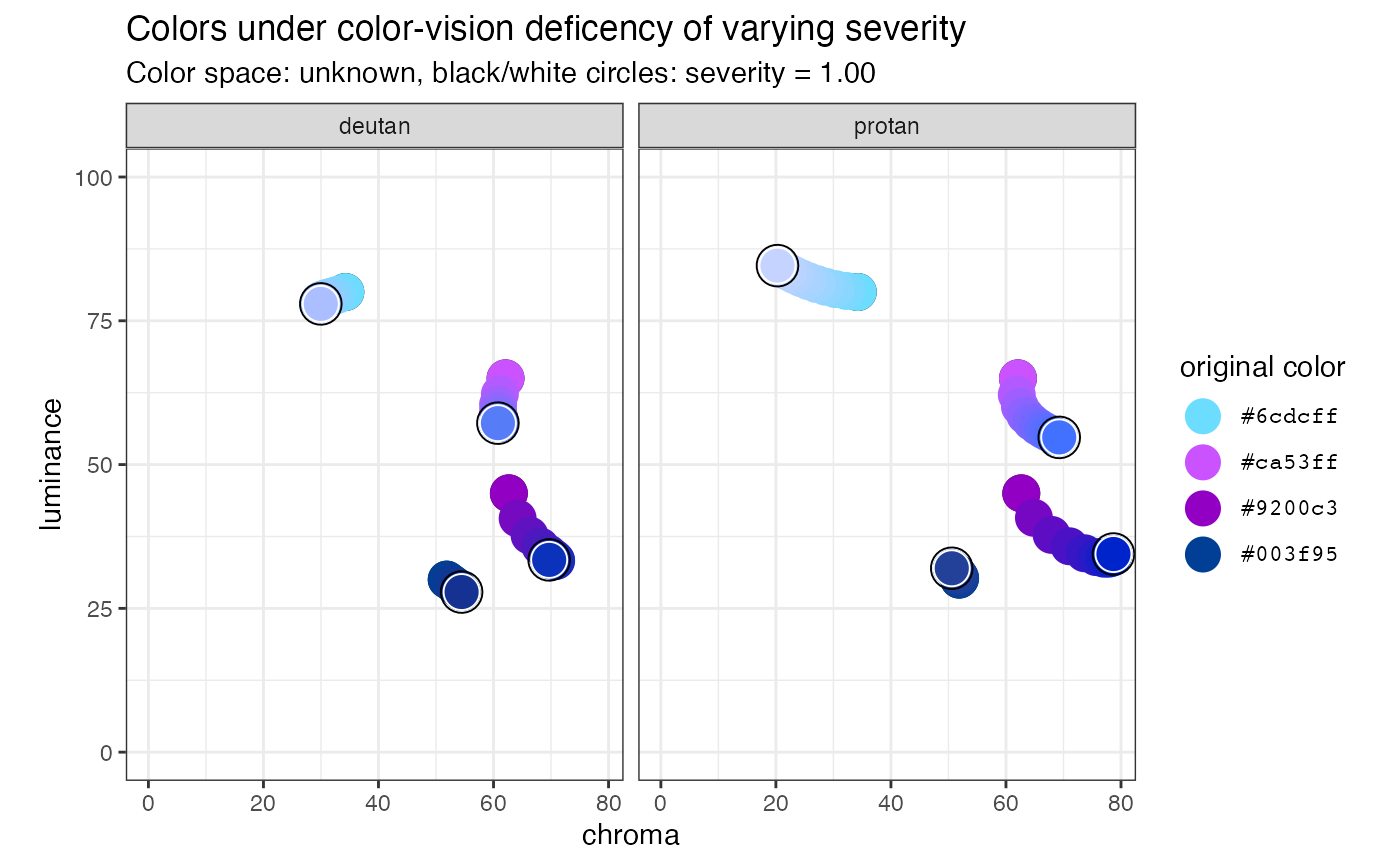 Colors under color-vision deficency of varying severity
Color space: unknown, black/white circles: severity = 1.00
deutan
protan
100
75
50
25
0
luminance
0
20
40
60
80
0
20
40
60
80
chroma
original color
#6cdcff
#ca53ff
#9200c3
#003f95